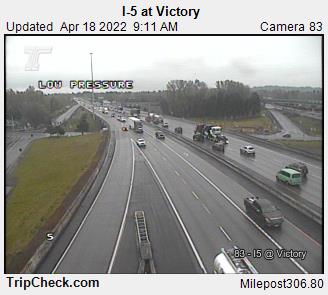 I-5 at Victory
Updated Apr 18 2022 9:11 AM Camera 83
LOW PRESSURE
S
83 - I5 @ Victory
TripCheck.com Milepost306.80